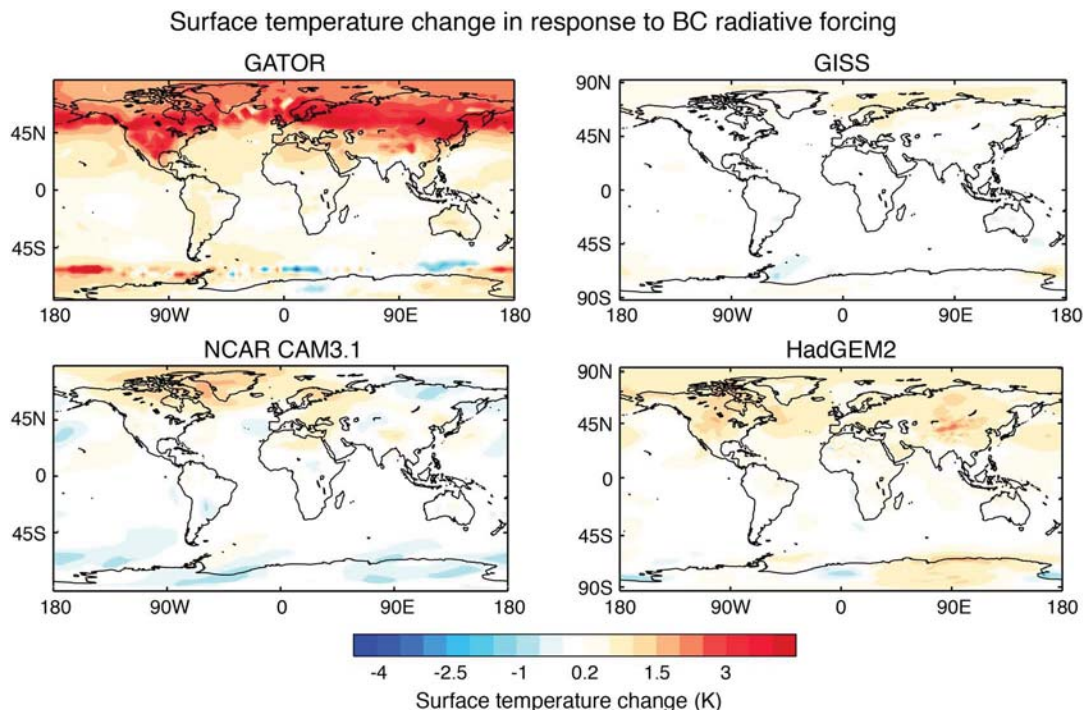 Surface temperature change in response to BC radiative forcing
GATOR
GISS
45N
0
45S
180 90W 0 90E 180
90N
45N
0
45S
90S
180 90W 0 90E 180
NCAR CAM3.1
HadGEM2
45N
0
45S
180 90W 0 90E 180
90N
45N
0
45S
90S
180 90W 0 90E 180
-4 -2.5 -1 0.2 1.5 3
Surface temperature change (K)